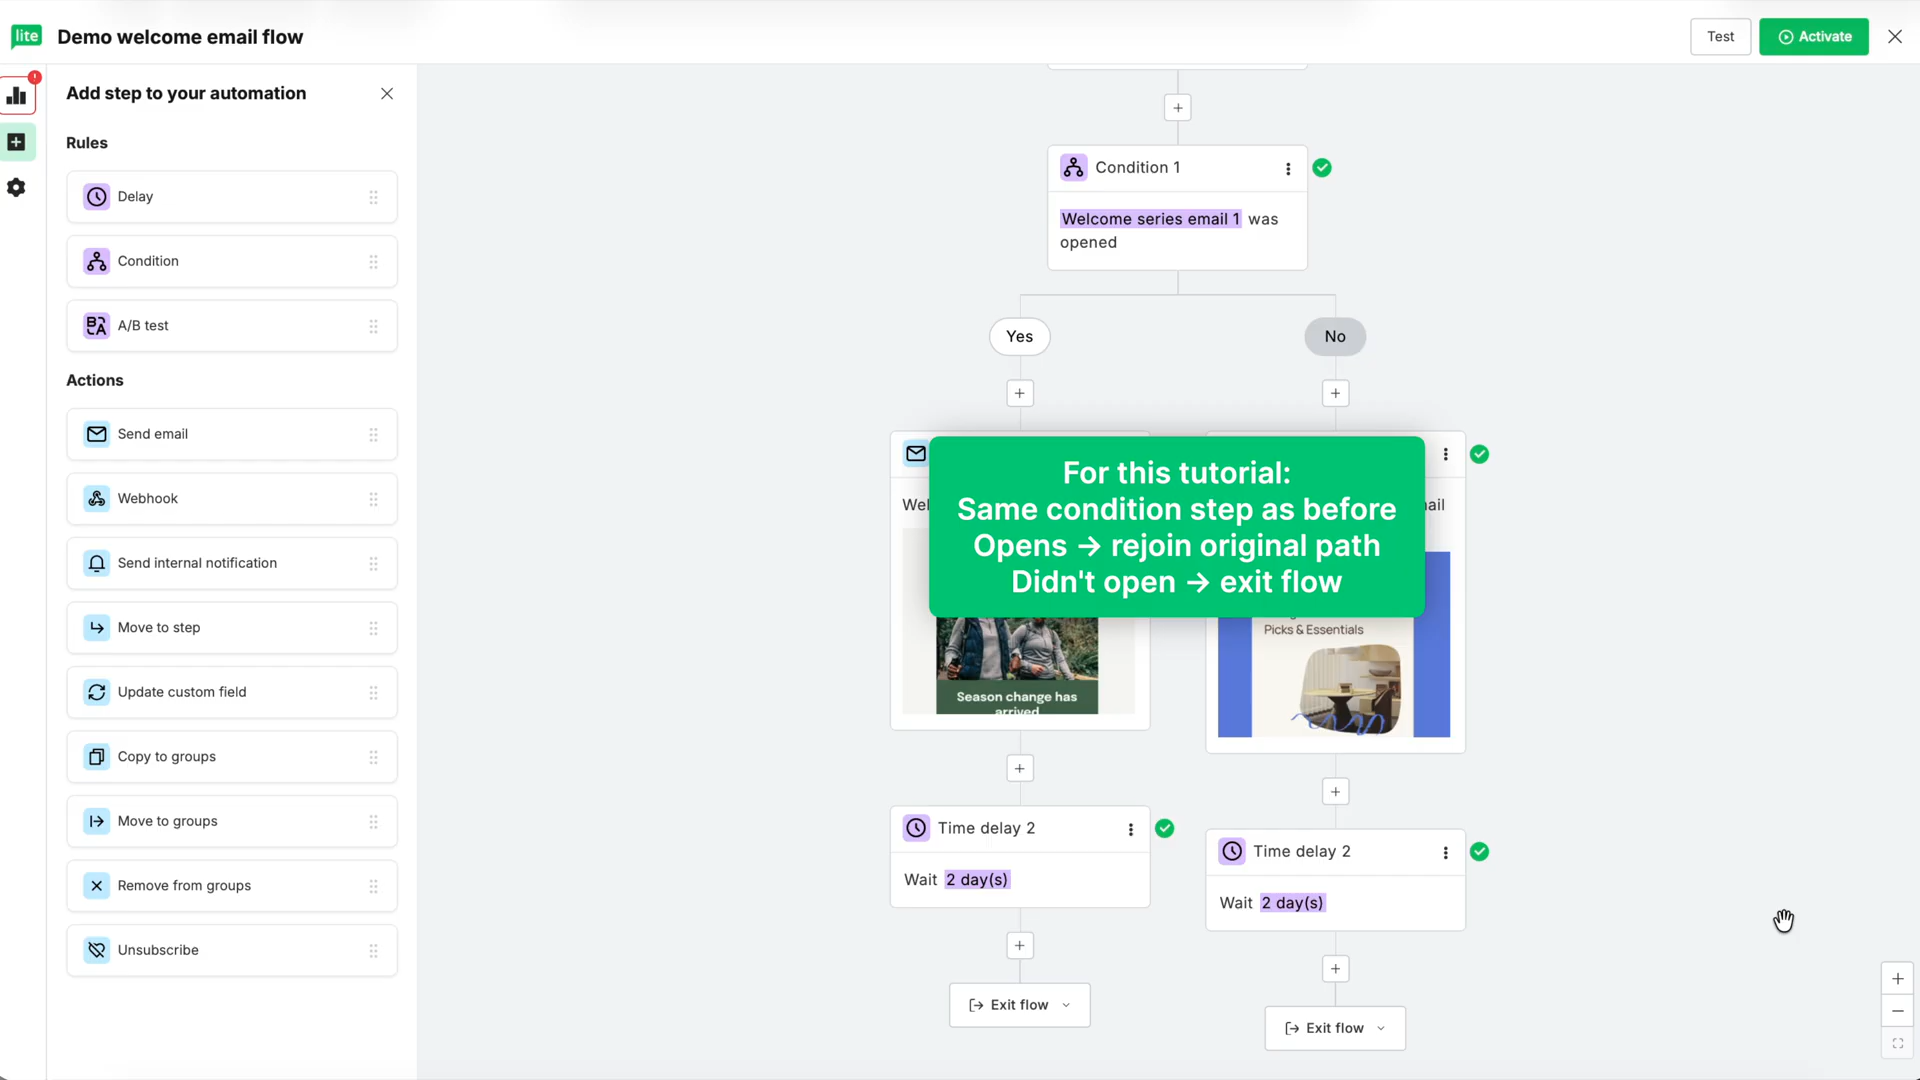 lite
Demo welcome email flow
Test
Activate
Add step to your automation
Rules
Delay
Condition
A/B test
Actions
Send email
Webhook
Send internal notification
Move to step
Update custom field
Copy to groups
Move to groups
Remove from groups
Unsubscribe
Condition 1
Welcome series email 1 was
opened
Yes
No
For this tutorial:
Same condition step as before
Opens → rejoin original path
Didn't open → exit flow
Picks & Essentials
Season change has
arrived
Time delay 2
Wait 2 day(s)
Exit flow
Time delay 2
Wait 2 day(s)
Exit flow